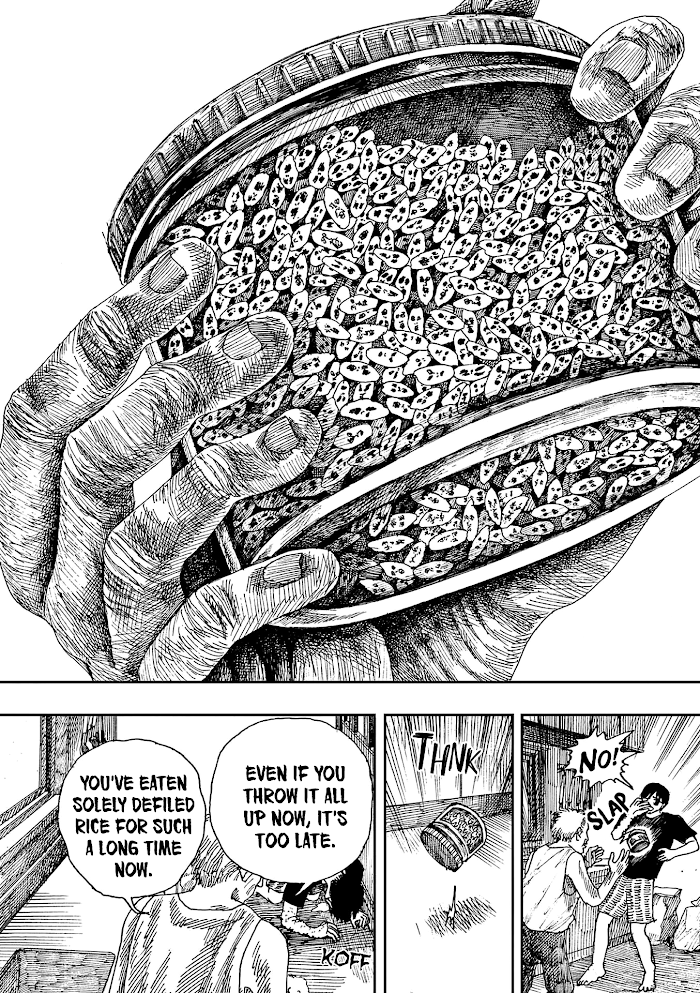 NO!
SLAP
THNK
EVEN IF YOU
THROW IT ALL
UP NOW, IT'S
TOO LATE.
YOU'VE EATEN
SOLELY DEFILED
RICE FOR SUCH
A LONG TIME
NOW.
KOFF